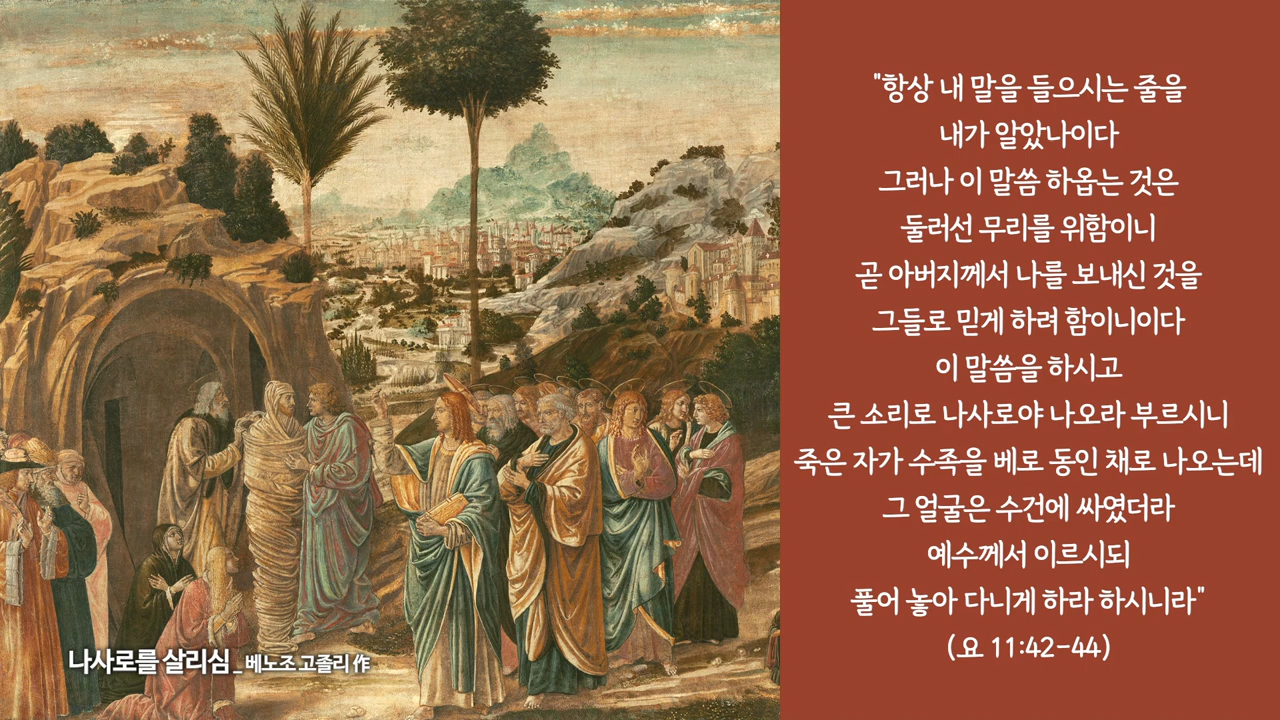 "항상 내 말을 들으시는 줄을
내가 알았나이다
그러나 이 말씀 하옵는 것은
둘러선 무리를 위함이니
곧 아버지께서 나를 보내신 것을
그들로 믿게 하려 함이니이다
이 말씀을 하시고
큰 소리로 나사로야 나오라 부르시니
죽은 자가 수족을 베로 동인 채로 나오는데
그 얼굴은 수건에 싸였더라
예수께서 이르시되
풀어 놓아 다니게 하라 하시니라"
(요 11:42-44)
나사로를 살리심_베노조 고졸리 作